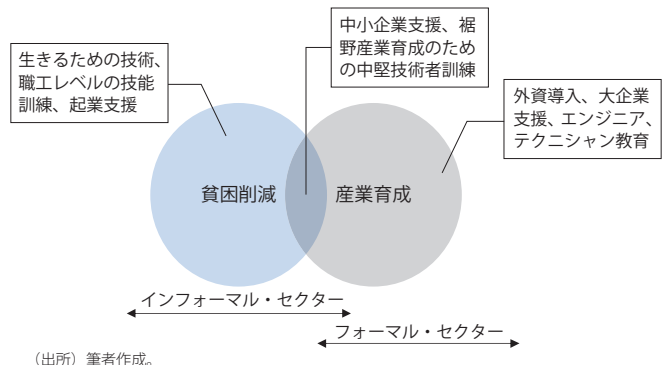 生きるための技術、
職工レベルの技能
訓練、起業支援
中小企業支援、裾
野産業育成のため
の中堅技術者訓練
外資導入、大企業
支援、エンジニア、
テクニシャン教育
貧困削減
産業育成
インフォーマル・セクター
フォーマル・セクター
（出所）筆者作成。